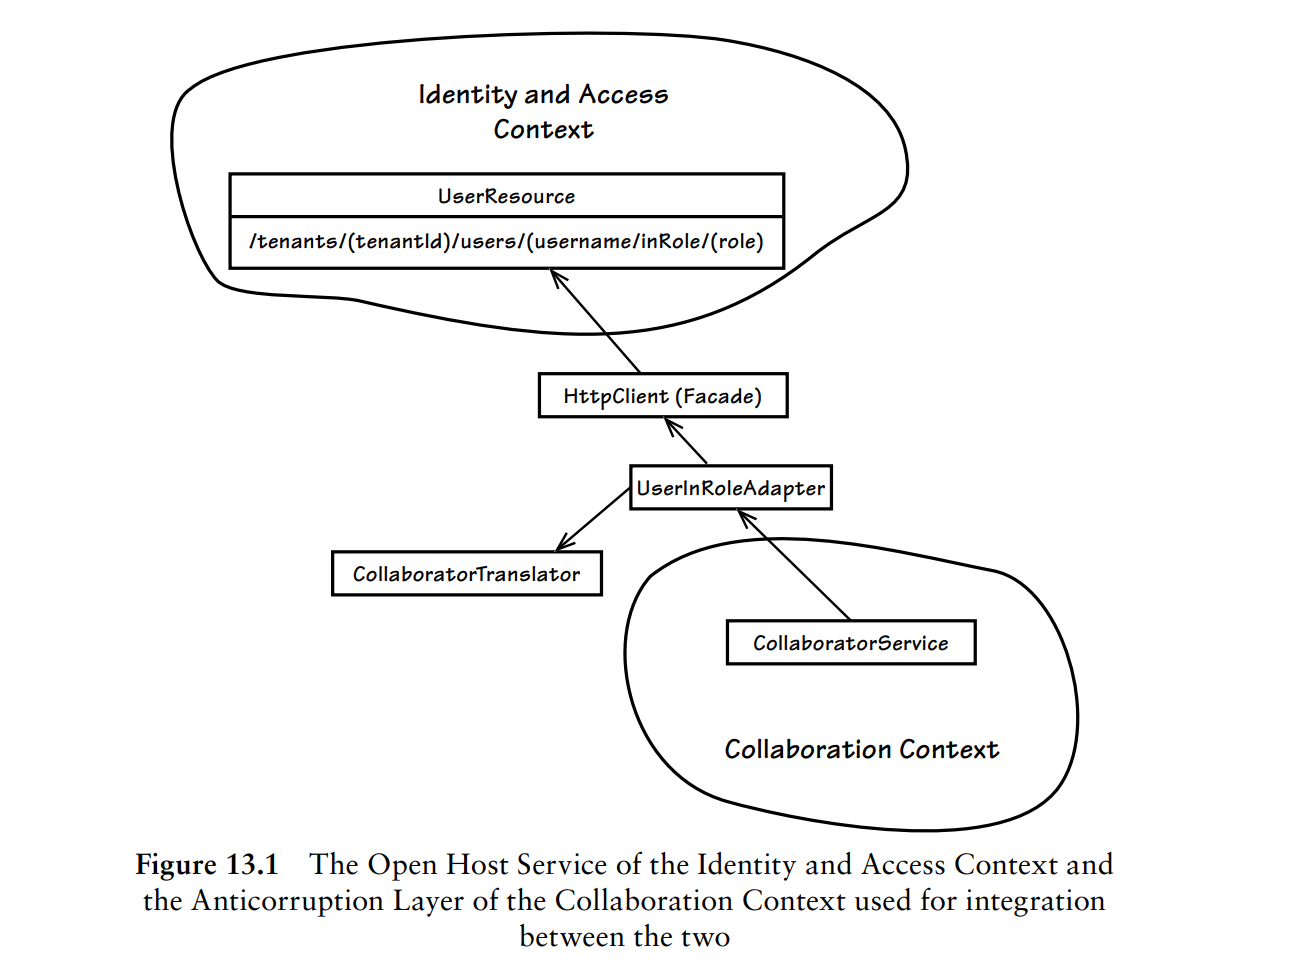 Identity and Access
Context
UserResource
/tenants/(tenantId)/users/(username/inRole/(role)
HttpClient (Facade)
UserInRoleAdapter
CollaboratorTranslator
CollaboratorService
Collaboration Context
Figure 13.1 The Open Host Service of the Identity and Access Context and
the Anticorruption Layer of the Collaboration Context used for integration
between the two